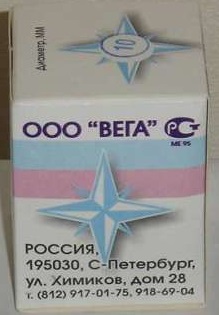 Диаметр, мм
10
ООО "ВЕГА"
РСТ
МЕ 95
РОССИЯ,
195030, С-Петербург,
ул. Химиков, дом 28
т. (812) 917-01-75, 918-69-04